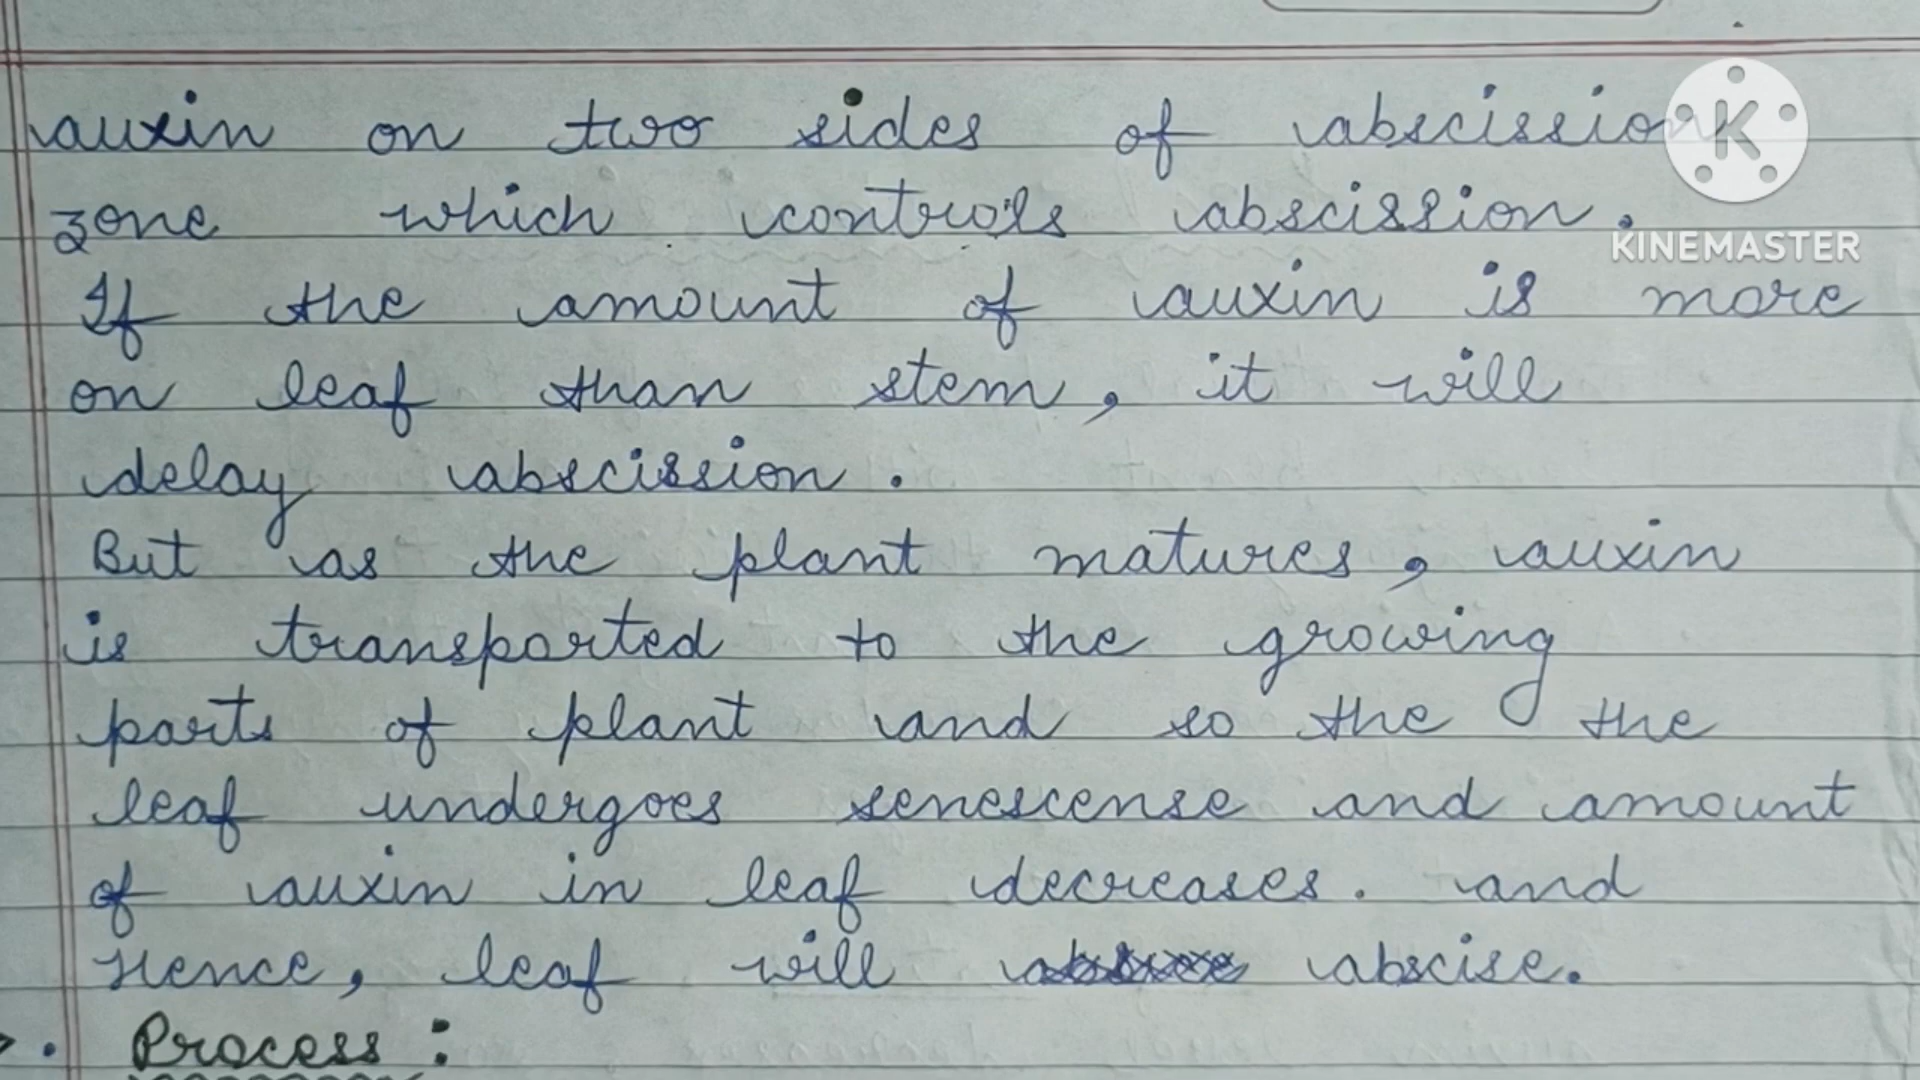 auxin on two sides of abscission
zone which controls abscission.
KINEMASTER
If the amount of auxin is more
on leaf than stem, it will
delay abscission.
But as the plant matures, auxin
is transported to the growing
parts of plant and so the the
leaf undergoes senescense and amount
of auxin in leaf decreases. and
Hence, leaf will abscise.
• Process :